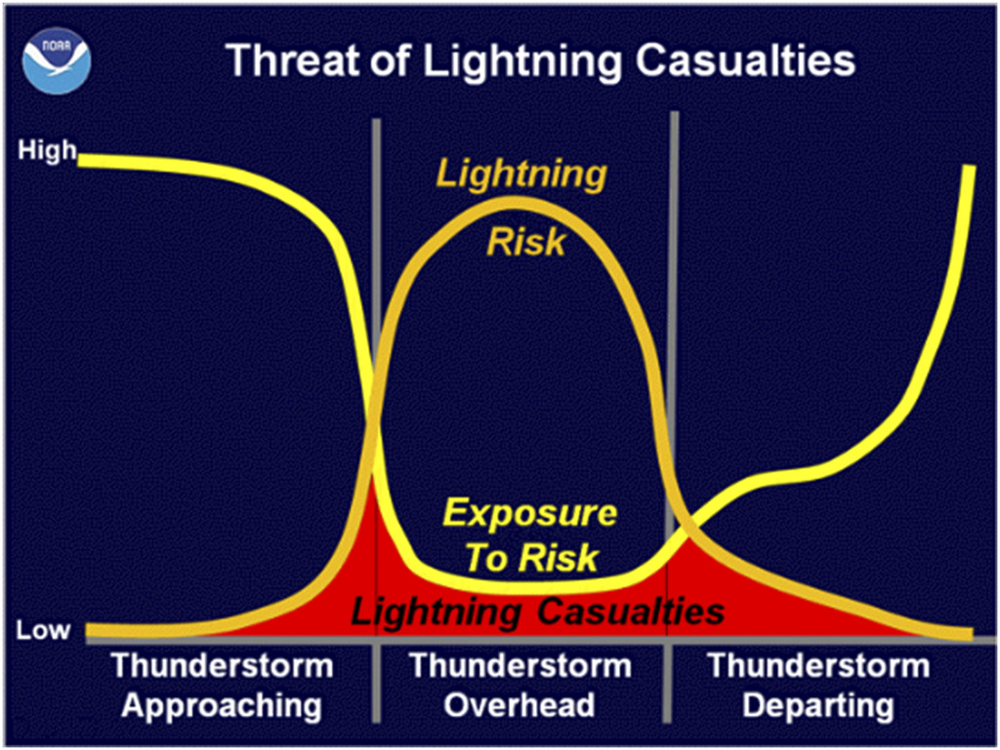 NOAA
Threat of Lightning Casualties
High
Lightning
Risk
Exposure
To Risk
Lightning Casualties
Low
Thunderstorm
Approaching
Thunderstorm
Overhead
Thunderstorm
Departing